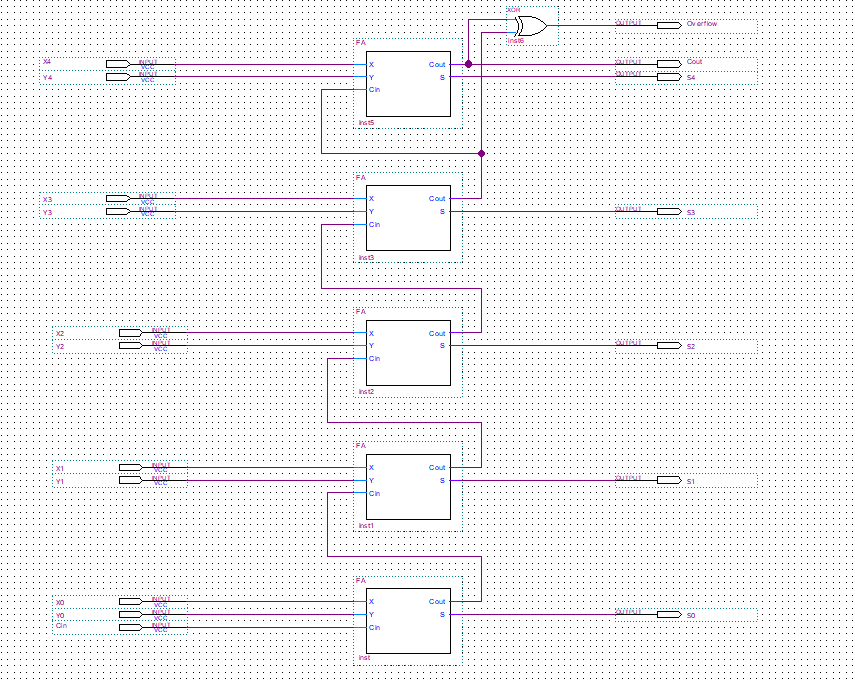 XOR
OUTPUT Overflow
inst6
FA
X4 INPUT VCC X Cout OUTPUT Cout
Y4 INPUT VCC Y S OUTPUT S4
Cin
inst5
FA
X3 INPUT VCC X Cout
Y3 INPUT VCC Y S OUTPUT S3
Cin
inst3
FA
X2 INPUT VCC X Cout
Y2 INPUT VCC Y S OUTPUT S2
Cin
inst2
FA
X1 INPUT VCC X Cout
Y1 INPUT VCC Y S OUTPUT S1
Cin
inst1
FA
X0 INPUT VCC X Cout
Y0 INPUT VCC Y S OUTPUT S0
Cin INPUT VCC Cin
inst